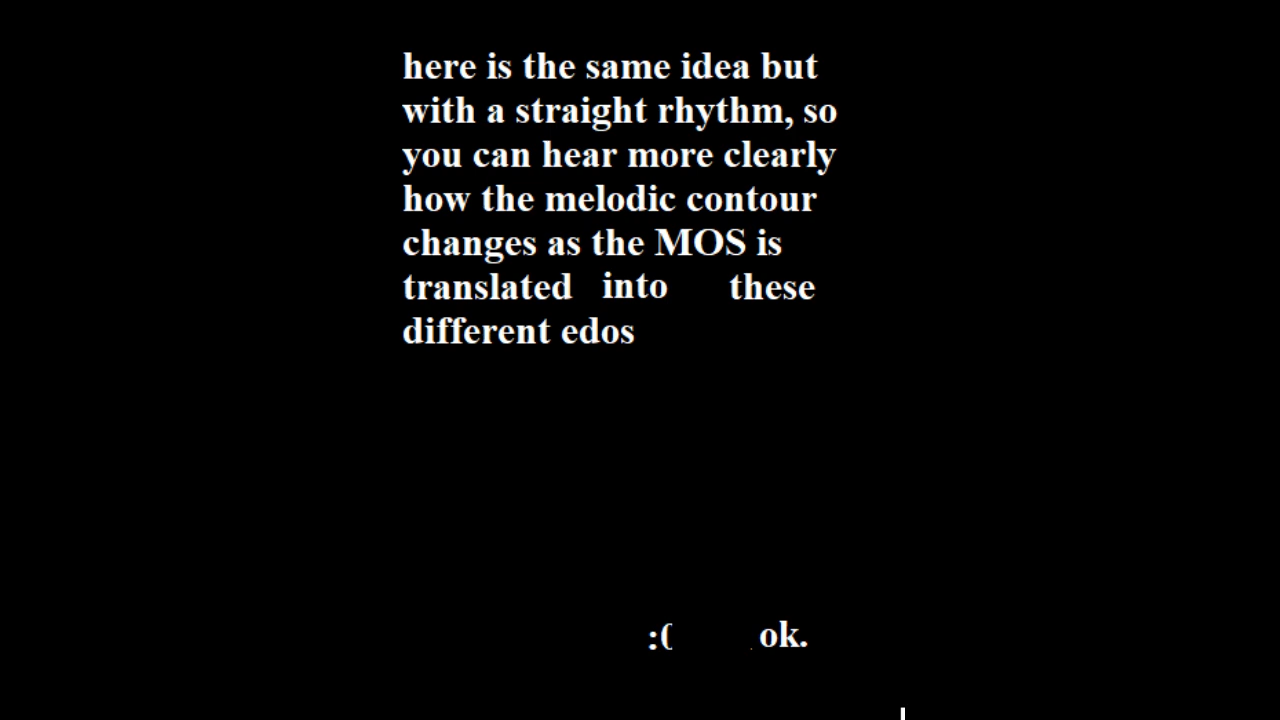 here is the same idea but
with a straight rhythm, so
you can hear more clearly
how the melodic contour
changes as the MOS is
translated into these
different edos
:( ok.